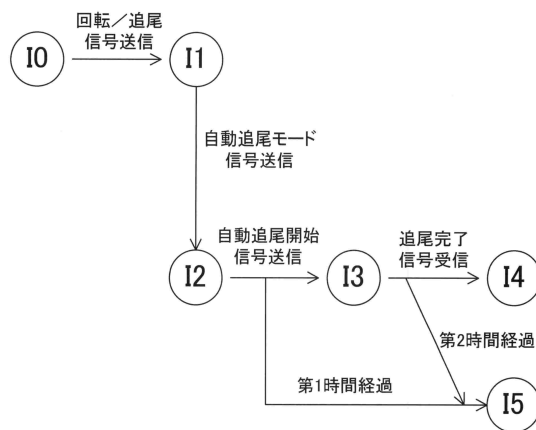 回転／追尾
信号送信
I0
I1
自動追尾モード
信号送信
自動追尾開始
信号送信
追尾完了
信号受信
I2
I3
I4
第2時間経過
第1時間経過
I5